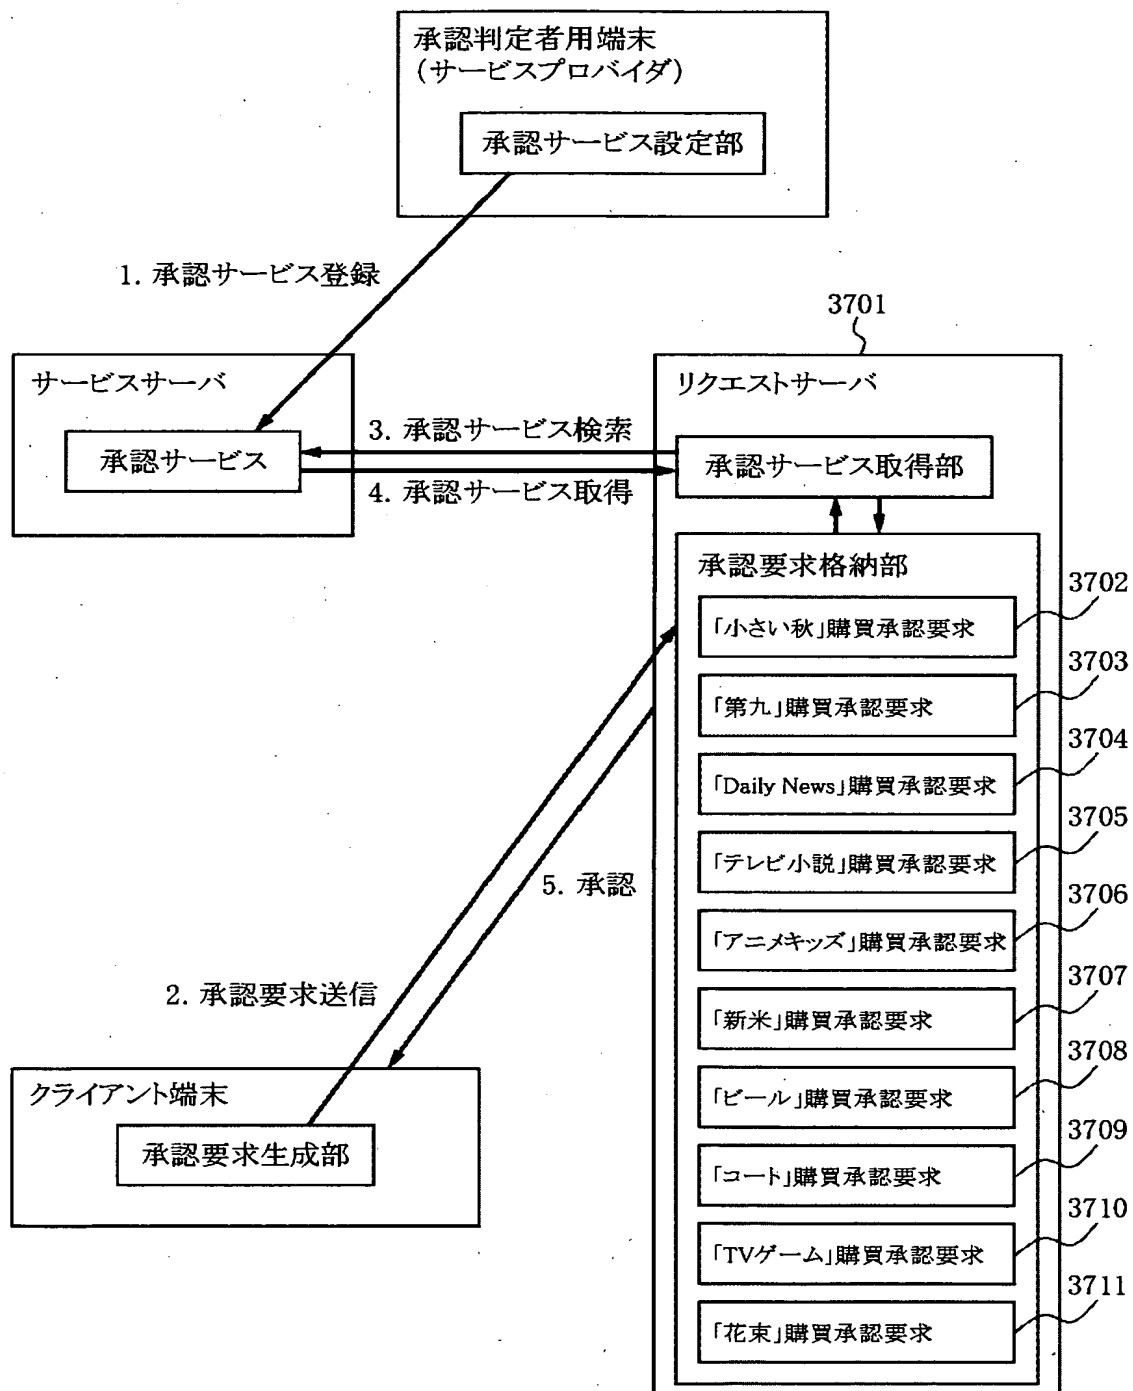 承認判定者用端末
(サービスプロバイダ)
承認サービス設定部
1. 承認サービス登録
3701
サービスサーバ
承認サービス
3. 承認サービス検索
4. 承認サービス取得
リクエストサーバ
承認サービス取得部
承認要求格納部
3702
「小さい秋」購買承認要求
3703
「第九」購買承認要求
3704
「Daily News」購買承認要求
3705
「テレビ小説」購買承認要求
3706
「アニメキッズ」購買承認要求
3707
「新米」購買承認要求
3708
「ビール」購買承認要求
3709
「コート」購買承認要求
3710
「TVゲーム」購買承認要求
3711
「花束」購買承認要求
5. 承認
2. 承認要求送信
クライアント端末
承認要求生成部